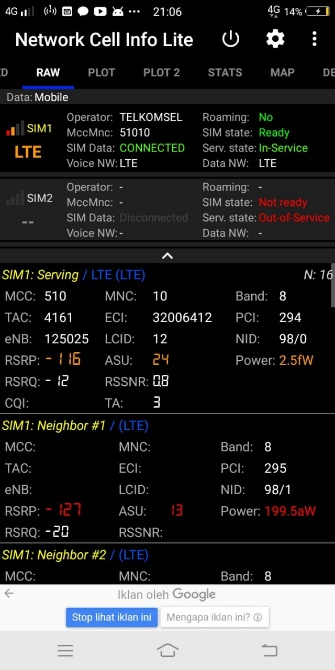 4G 21:06 4G 14%
Network Cell Info Lite
ED RAW PLOT PLOT 2 STATS MAP DE
Data: Mobile
SIM1 LTE
Operator: TELKOMSEL Roaming: No
MccMnc: 51010 SIM state: Ready
SIM Data: CONNECTED Serv. state: In-Service
Voice NW: LTE Data NW: LTE
SIM2 --
Operator: - Roaming: -
MccMnc: - SIM state: Not ready
SIM Data: Disconnected Serv. state: Out-of-Service
Voice NW: - Data NW: -
SIM1: Serving / LTE (LTE) N: 16
MCC: 510 MNC: 10 Band: 8
TAC: 4161 ECI: 32006412 PCI: 294
eNB: 125025 LCID: 12 NID: 98/0
RSRP: -116 ASU: 24 Power: 2.5fW
RSRQ: -12 RSSNR: 0.8
CQI: TA: 3
SIM1: Neighbor #1 / (LTE)
MCC: MNC: Band: 8
TAC: ECI: PCI: 295
eNB: LCID: NID: 98/1
RSRP: -127 ASU: 13 Power: 199.5aW
RSRQ: -20 RSSNR:
SIM1: Neighbor #2 / (LTE)
MCC: MNC: Band: 8
Iklan oleh Google
Stop lihat iklan ini Mengapa iklan ini?